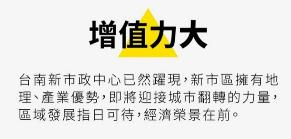 增值力大
台南新市政中心已然躍現,新市區擁有地
理、產業優勢,即將迎接城市翻轉的力量,
區域發展指日可待,經濟榮景在前。